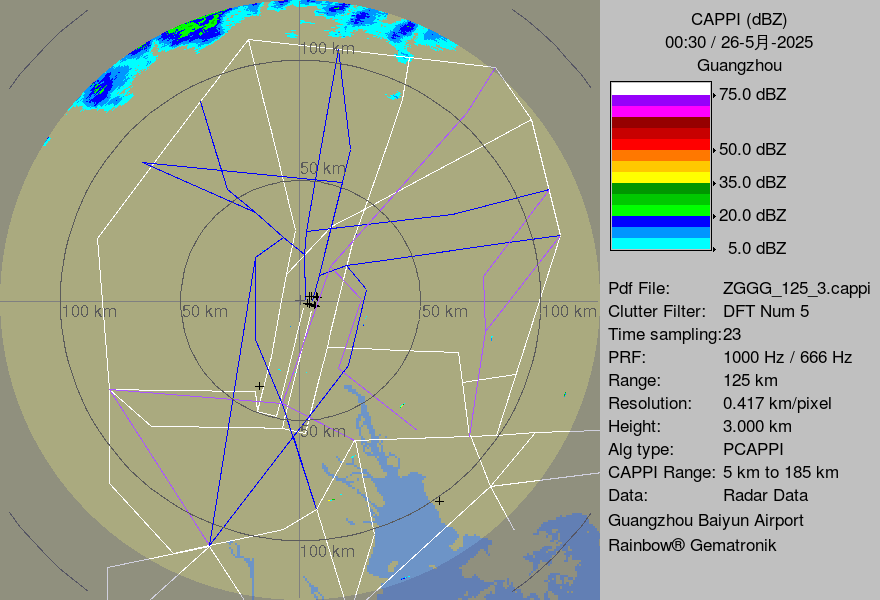 CAPPI (dBZ)
00:30 / 26-5月-2025
Guangzhou
75.0 dBZ
50.0 dBZ
35.0 dBZ
20.0 dBZ
5.0 dBZ
Pdf File: ZGGG_125_3.cappi
Clutter Filter: DFT Num 5
Time sampling:23
PRF: 1000 Hz / 666 Hz
Range: 125 km
Resolution: 0.417 km/pixel
Height: 3.000 km
Alg type: PCAPPI
CAPPI Range: 5 km to 185 km
Data: Radar Data
Guangzhou Baiyun Airport
Rainbow® Gematronik
100 km
50 km
100 km
50 km
50 km
100 km
50 km
100 km